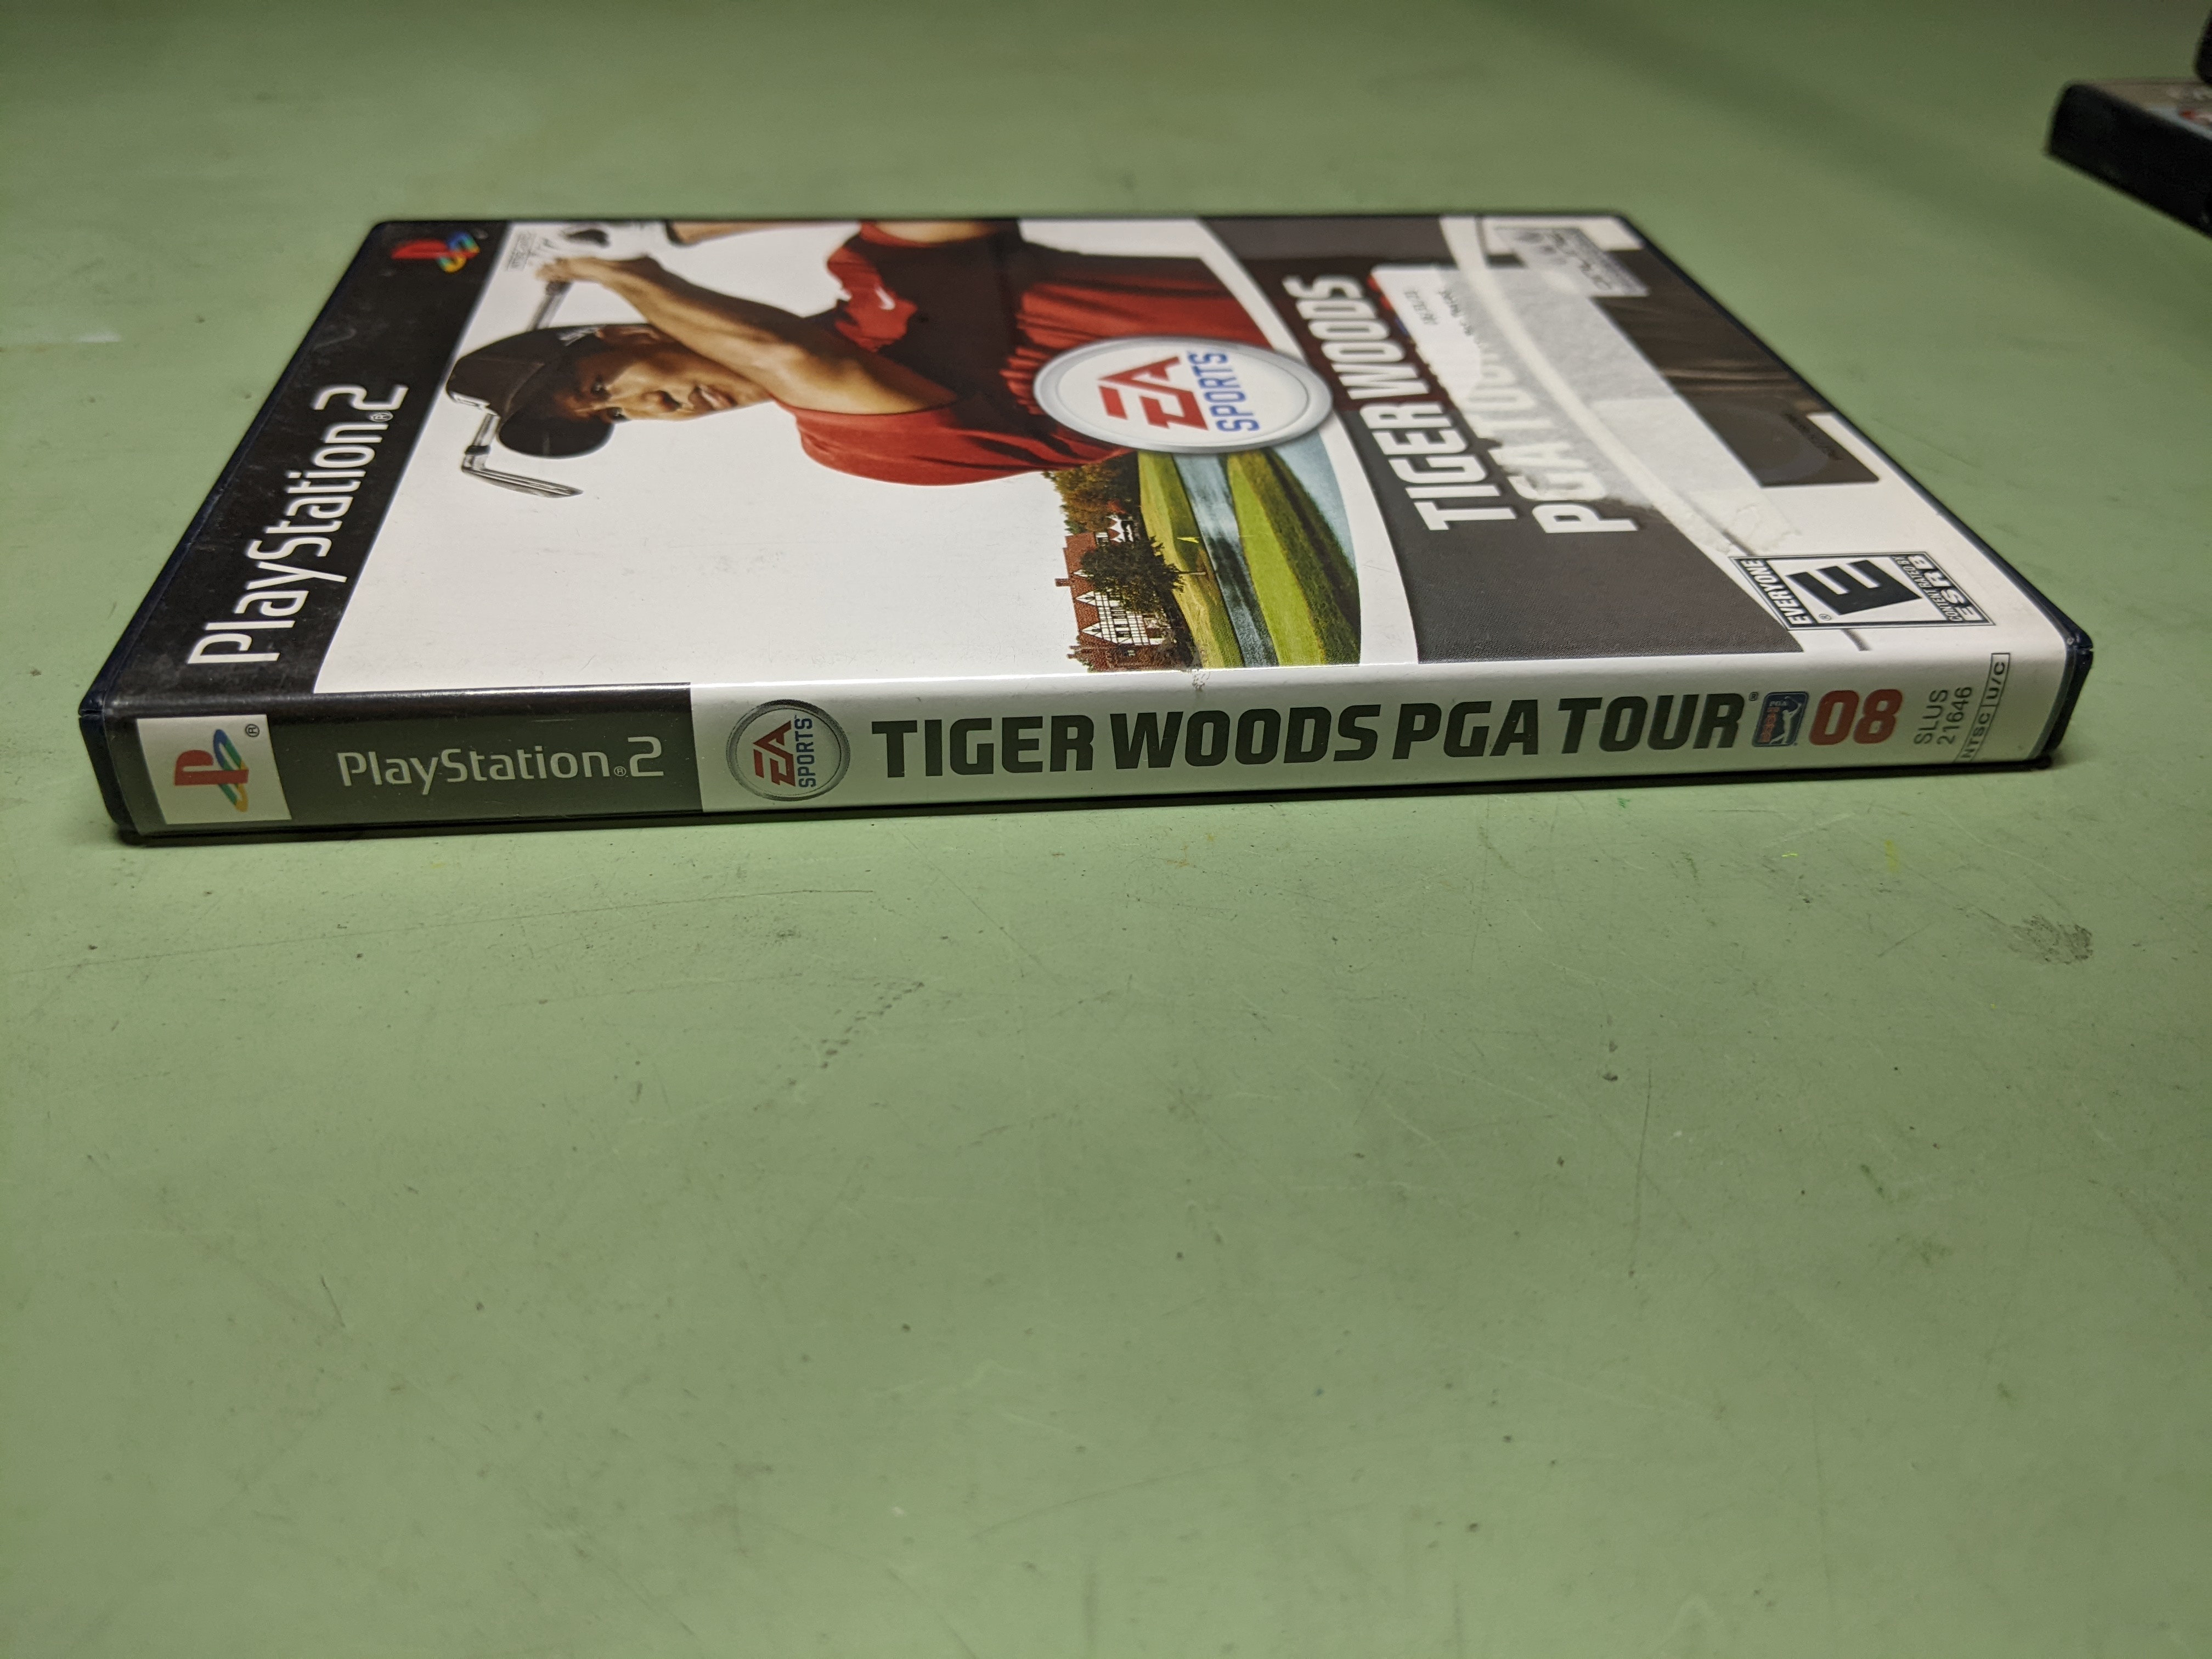 PlayStation®2
EA
SPORTS
TIGER WOODS
PGA TOUR
EVERYONE
E
®
CONTENT RATED BY
ESRB
®
PlayStation®2
EA
SPORTS™
TIGER WOODS PGA TOUR® 08
SLUS
21646
NTSC U/C